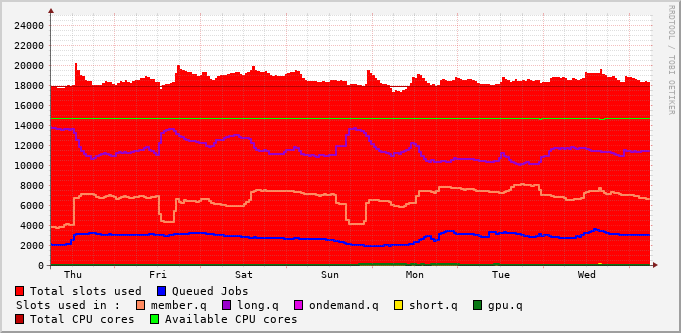 24000
22000
20000
18000
16000
14000
12000
10000
8000
6000
4000
2000
0
Thu Fri Sat Sun Mon Tue Wed
RRDTOOL / TOBI OETIKER
Total slots used Queued Jobs
Slots used in : member.q long.q ondemand.q short.q gpu.q
Total CPU cores Available CPU cores